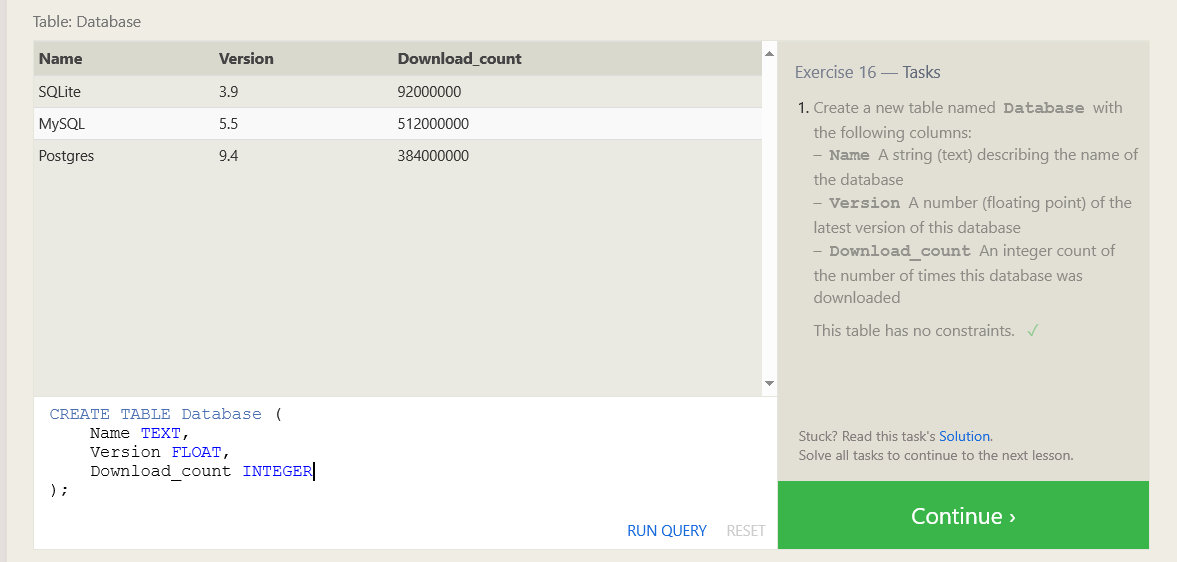 Table: Database
Name Version Download_count
SQLite 3.9 92000000
MySQL 5.5 512000000
Postgres 9.4 384000000
CREATE TABLE Database (
    Name TEXT,
    Version FLOAT,
    Download_count INTEGER
);
RUN QUERY RESET
Exercise 16 — Tasks
1. Create a new table named Database with
the following columns:
– Name A string (text) describing the name of
the database
– Version A number (floating point) of the
latest version of this database
– Download_count An integer count of
the number of times this database was
downloaded
This table has no constraints. ✓
Stuck? Read this task's Solution.
Solve all tasks to continue to the next lesson.
Continue ›